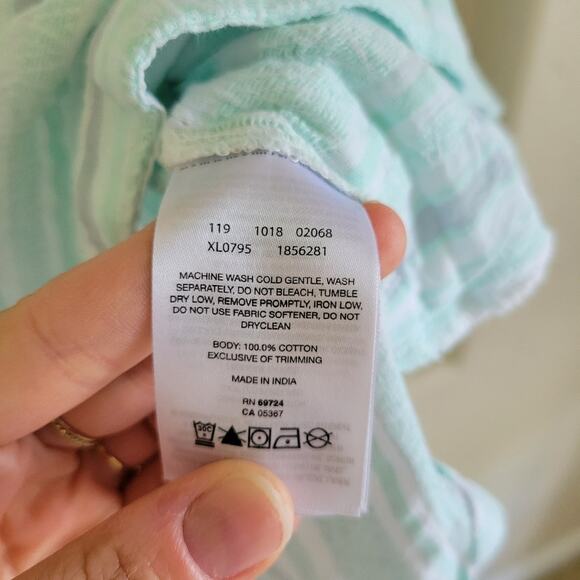 119 1018 02068
XL0795 1856281
MACHINE WASH COLD GENTLE, WASH
SEPARATELY, DO NOT BLEACH, TUMBLE
DRY LOW, REMOVE PROMPTLY, IRON LOW,
DO NOT USE FABRIC SOFTENER, DO NOT
DRYCLEAN
BODY: 100.0% COTTON
EXCLUSIVE OF TRIMMING
MADE IN INDIA
RN 69724
CA 05367
30C